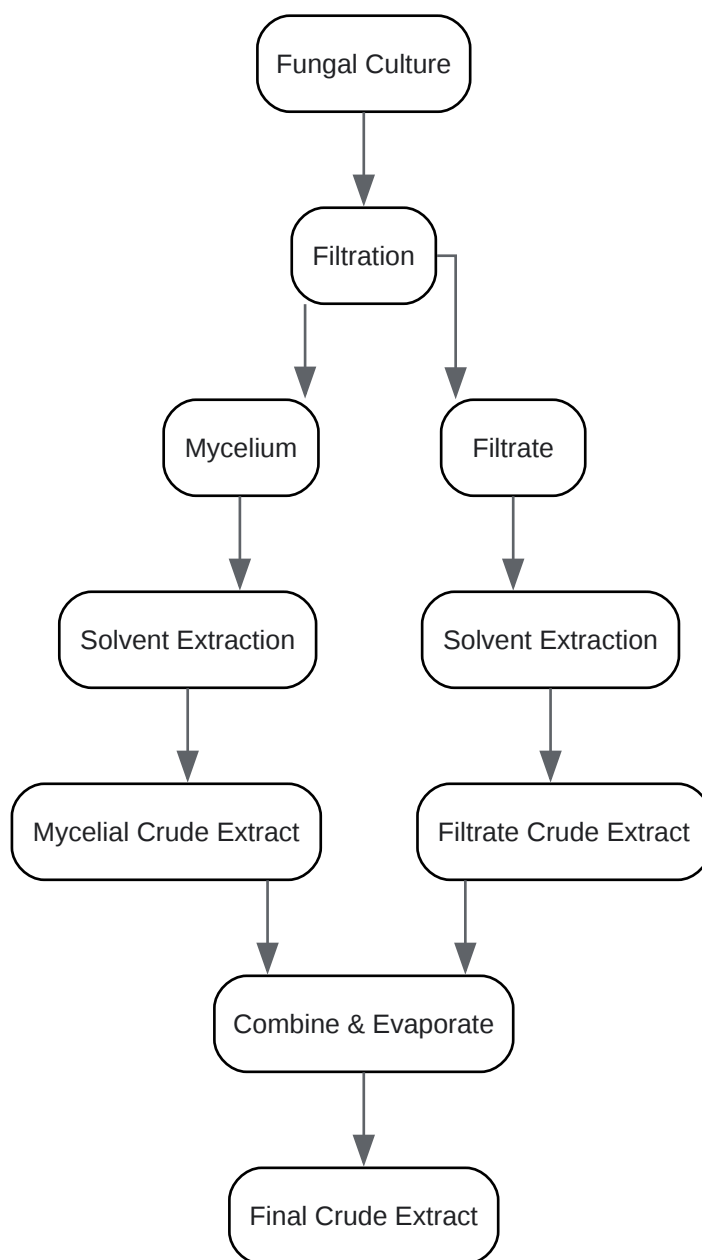 Fungal Culture
Filtration
Mycelium
Filtrate
Solvent Extraction
Solvent Extraction
Mycelial Crude Extract
Filtrate Crude Extract
Combine & Evaporate
Final Crude Extract